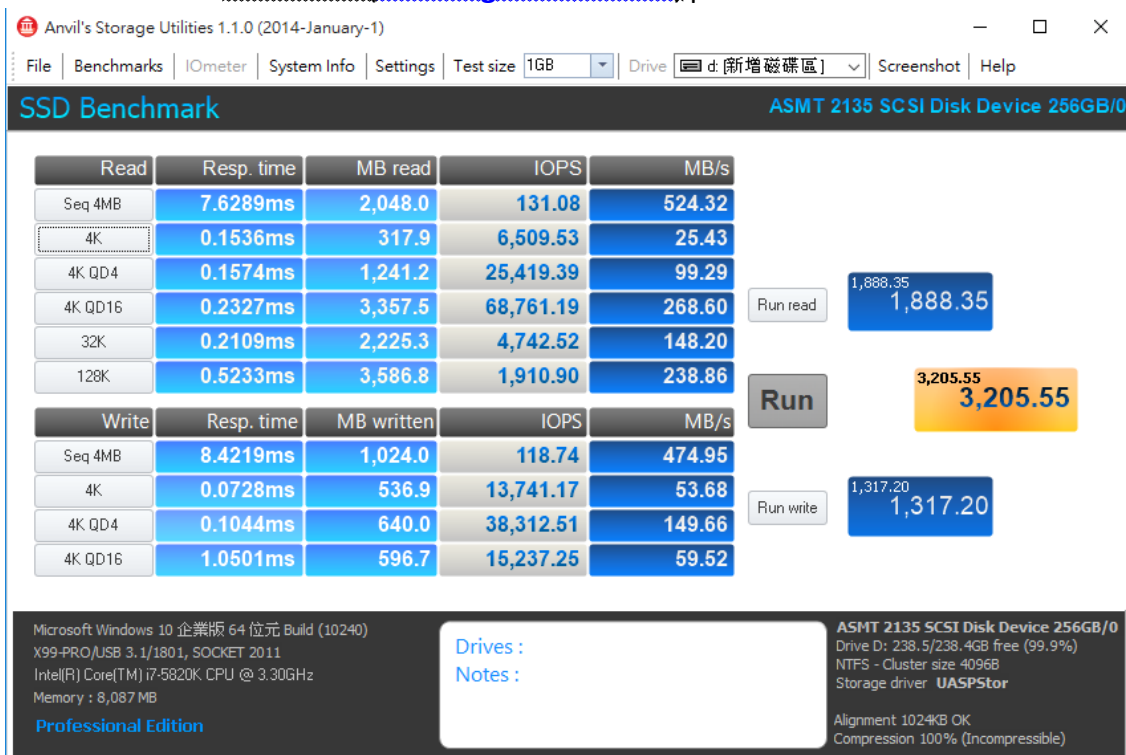 Anvil's Storage Utilities 1.1.0 (2014-January-1)
File Benchmarks IOmeter System Info Settings Test size 1GB Drive d: [新增磁碟區] Screenshot Help
SSD Benchmark ASMT 2135 SCSI Disk Device 256GB/0
Read Resp. time MB read IOPS MB/s
Seq 4MB 7.6289ms 2,048.0 131.08 524.32
4K 0.1536ms 317.9 6,509.53 25.43
4K QD4 0.1574ms 1,241.2 25,419.39 99.29
4K QD16 0.2327ms 3,357.5 68,761.19 268.60
32K 0.2109ms 2,225.3 4,742.52 148.20
128K 0.5233ms 3,586.8 1,910.90 238.86
Run read
1,888.35
1,888.35
Run
3,205.55
3,205.55
Write Resp. time MB written IOPS MB/s
Seq 4MB 8.4219ms 1,024.0 118.74 474.95
4K 0.0728ms 536.9 13,741.17 53.68
4K QD4 0.1044ms 640.0 38,312.51 149.66
4K QD16 1.0501ms 596.7 15,237.25 59.52
Run write
1,317.20
1,317.20
Microsoft Windows 10 企業版 64 位元 Build (10240)
X99-PRO/USB 3.1/1801, SOCKET 2011
Intel(R) Core(TM) i7-5820K CPU @ 3.30GHz
Memory : 8,087 MB
Professional Edition
Drives :
Notes :
ASMT 2135 SCSI Disk Device 256GB/0
Drive D: 238.5/238.4GB free (99.9%)
NTFS - Cluster size 4096B
Storage driver UASPStor
Alignment 1024KB OK
Compression 100% (Incompressible)